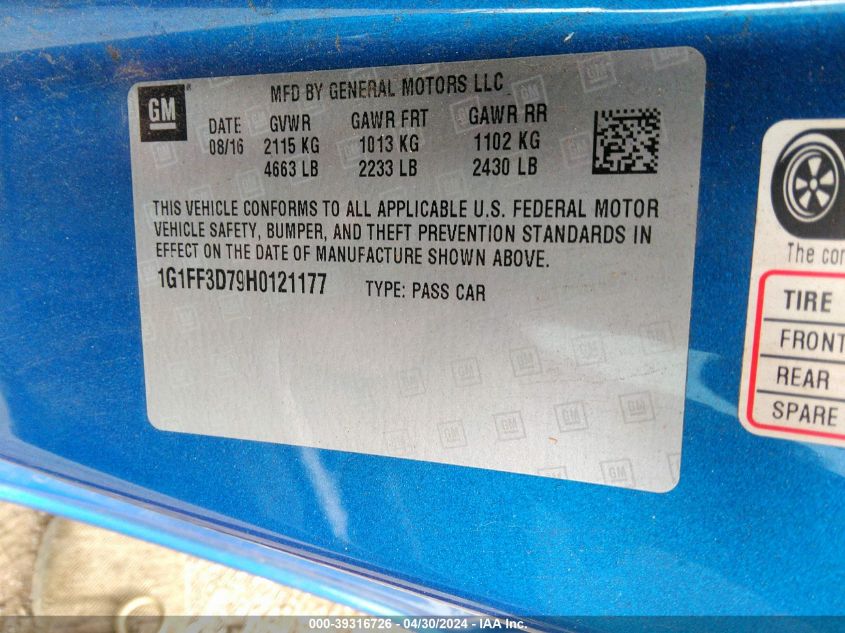 GM
MFD BY GENERAL MOTORS LLC
DATE GVWR GAWR FRT GAWR RR
08/16 2115 KG 1013 KG 1102 KG
4663 LB 2233 LB 2430 LB
THIS VEHICLE CONFORMS TO ALL APPLICABLE U.S. FEDERAL MOTOR
VEHICLE SAFETY, BUMPER, AND THEFT PREVENTION STANDARDS IN
EFFECT ON THE DATE OF MANUFACTURE SHOWN ABOVE.
1G1FF3D79H0121177 TYPE: PASS CAR
The
TIRE
FRONT
REAR
SPARE
000-39316726 - 04/30/2024 - IAA Inc.